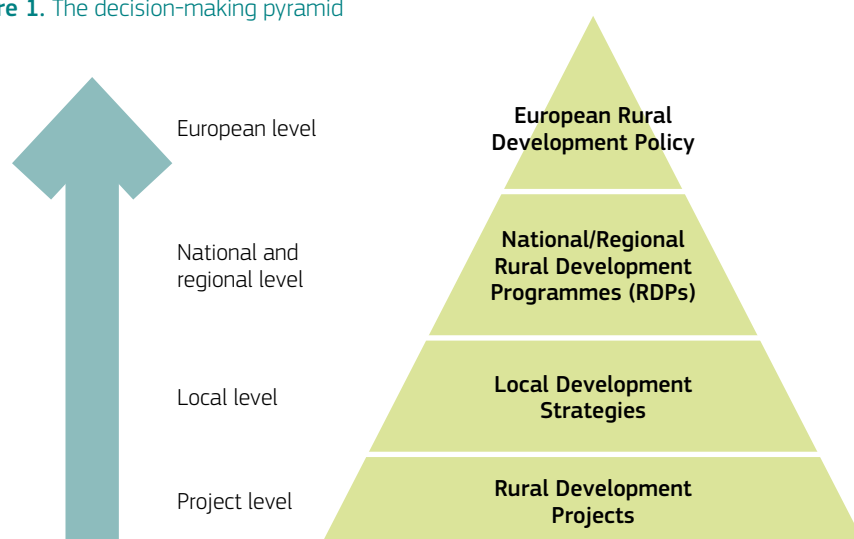 re 1. The decision-making pyramid
European level
European Rural
Development Policy
National and
regional level
National/Regional
Rural Development
Programmes (RDPs)
Local level
Local Development
Strategies
Project level
Rural Development
Projects